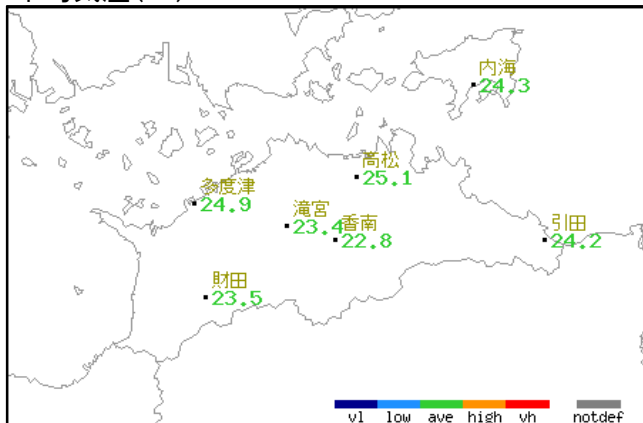 内海
24.3
高松
25.1
多度津
24.9
滝宮
23.4
香南
22.8
引田
24.2
財田
23.5
vl low ave high vh notdef